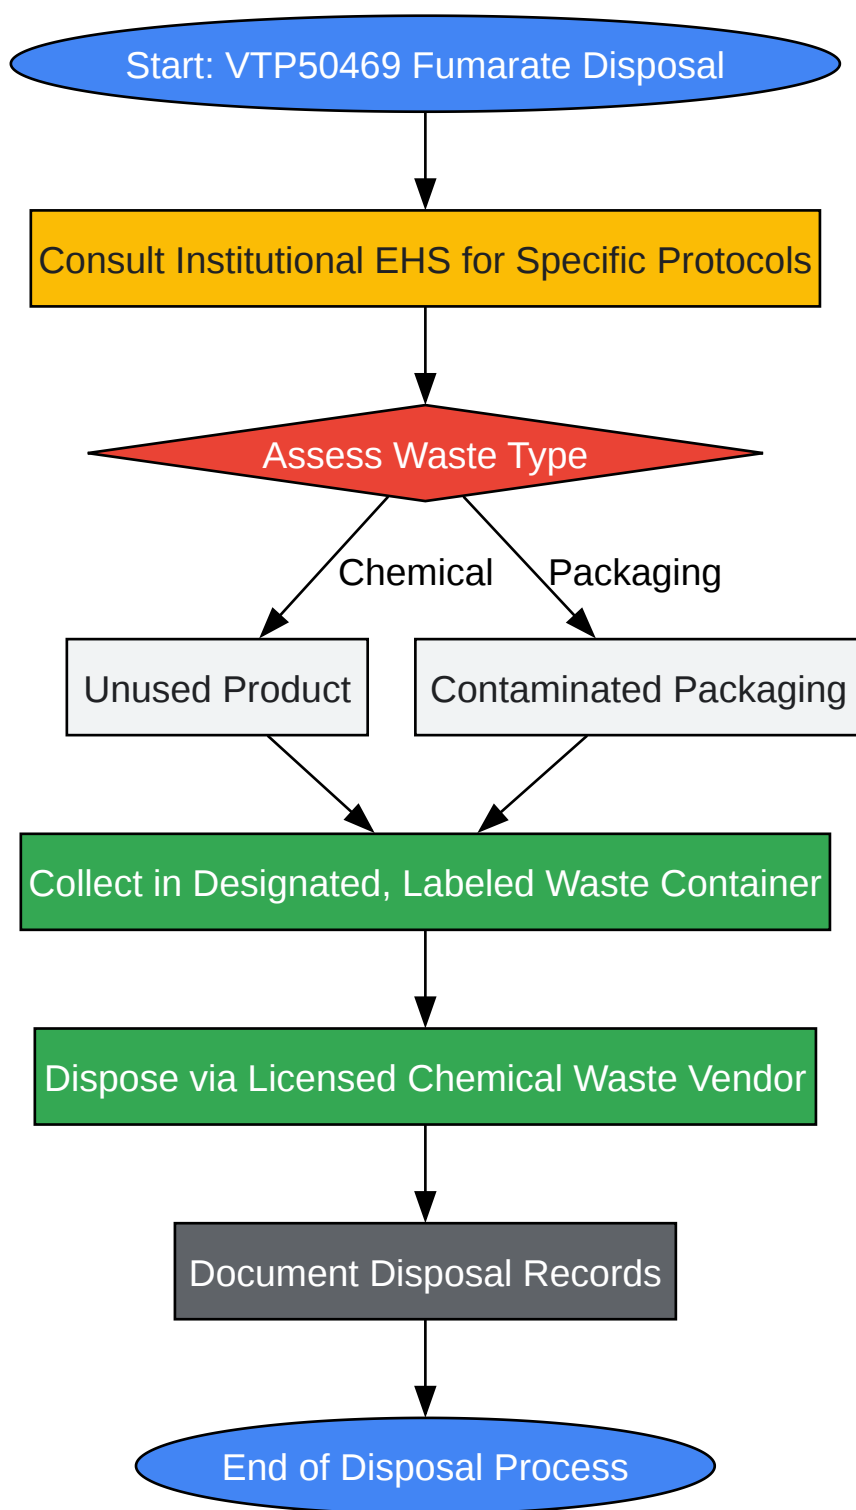 Start: VTP50469 Fumarate Disposal
Consult Institutional EHS for Specific Protocols
Assess Waste Type
Chemical
Packaging
Unused Product
Contaminated Packaging
Collect in Designated, Labeled Waste Container
Dispose via Licensed Chemical Waste Vendor
Document Disposal Records
End of Disposal Process